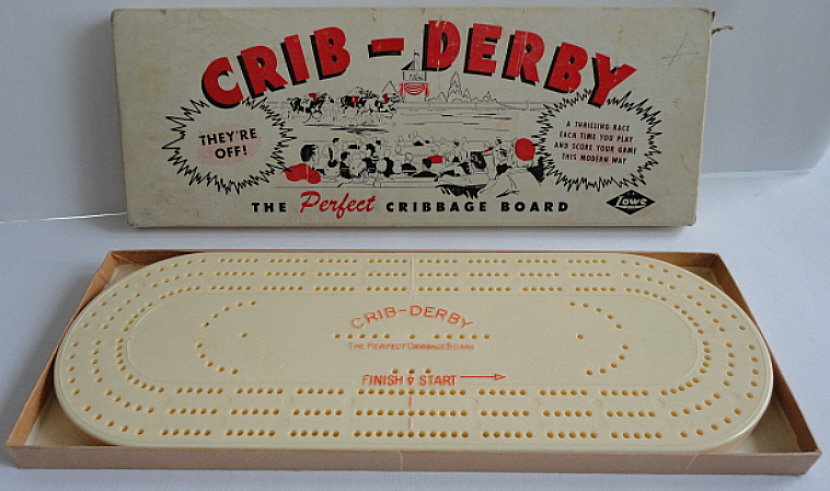 CRIB-DERBY
THEY'RE
OFF!
A THRILLING RACE
EACH TIME YOU PLAY
AND SCORE YOUR GAME
THIS MODERN WAY
THE Perfect CRIBBAGE BOARD
Lowe
CRIB-DERBY
THE PERFECT CRIBBAGE BOARD
FINISH START